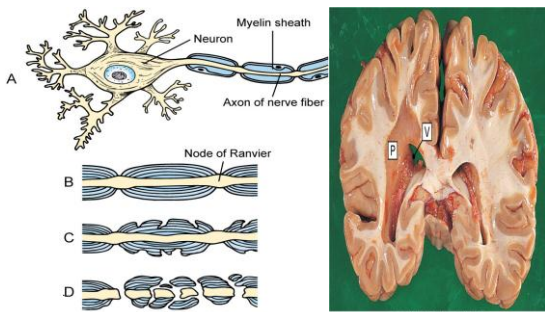 Myelin sheath
Neuron
A
Axon of nerve fiber
Node of Ranvier
B
C
D
P
V